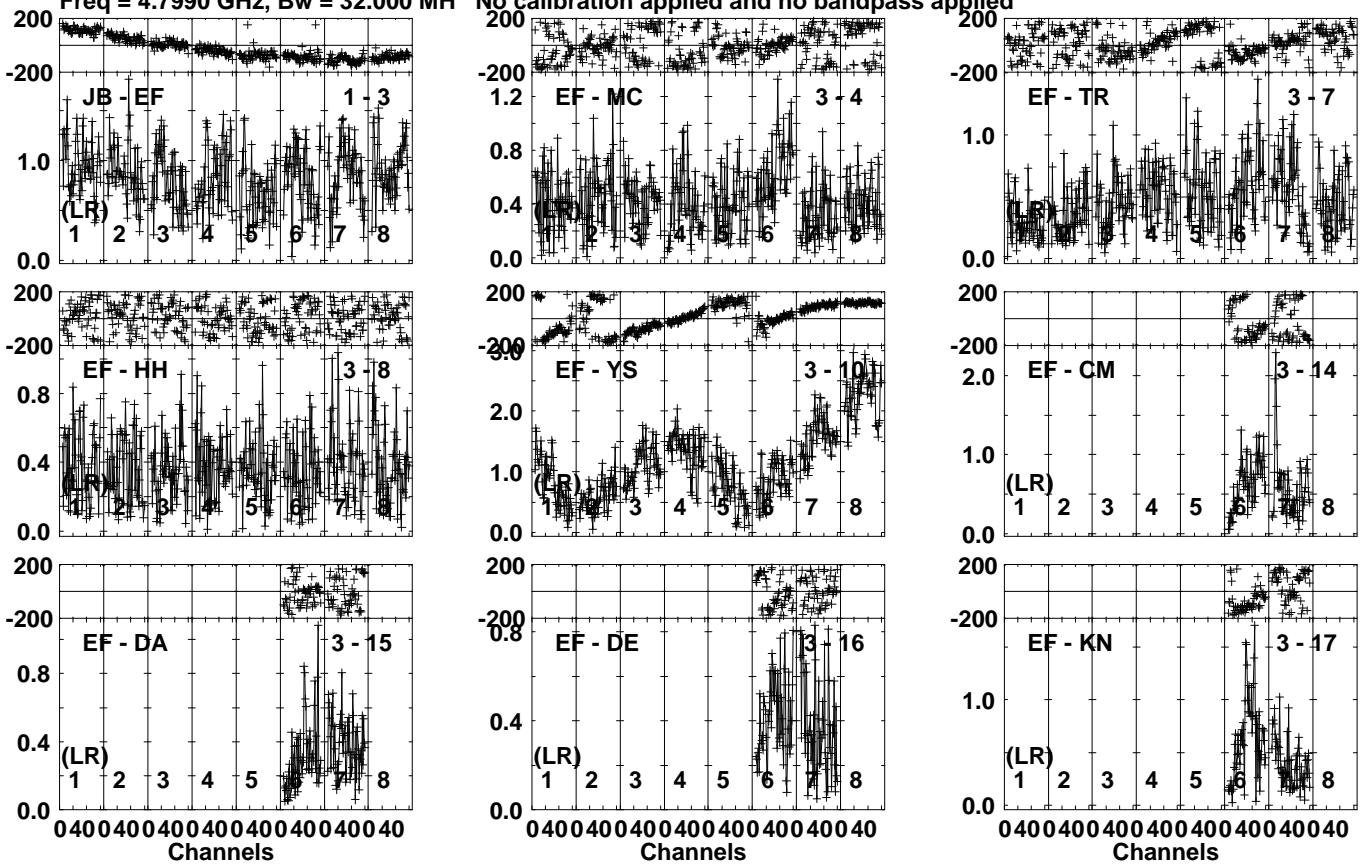 Freq = 4.7990 GHz, Bw = 32.000 MH No calibration applied and no bandpass applied
200
-200
JB - EF 1 - 3
1.0
(LR)
1 2 3 4 5 6 7 8
0.0
200
-200
EF - MC 3 - 4
1.2
0.8
0.4
(LR)
1 2 3 4 5 6 7 8
0.0
200
-200
EF - TR 3 - 7
1.0
(LR)
1 2 3 4 5 6 7 8
0.0
200
-200
EF - HH 3 - 8
0.8
0.4
(LR)
1 2 3 4 5 6 7 8
0.0
200
-200
3.0
EF - YS 3 - 10
2.0
1.0
(LR)
1 2 3 4 5 6 7 8
0.0
200
-200
EF - CM 3 - 14
2.0
1.0
(LR)
1 2 3 4 5 6 7 8
0.0
200
-200
EF - DA 3 - 15
0.8
0.4
(LR)
1 2 3 4 5 6 7 8
0.0
0 40 0 40 0 40 0 40 0 40 0 40 0 40 0 40
Channels
200
-200
0.8
EF - DE 3 - 16
0.4
(LR)
1 2 3 4 5 6 7 8
0.0
0 40 0 40 0 40 0 40 0 40 0 40 0 40 0 40
Channels
200
-200
EF - KN 3 - 17
1.0
(LR)
1 2 3 4 5 6 7 8
0.0
0 40 0 40 0 40 0 40 0 40 0 40 0 40 0 40
Channels